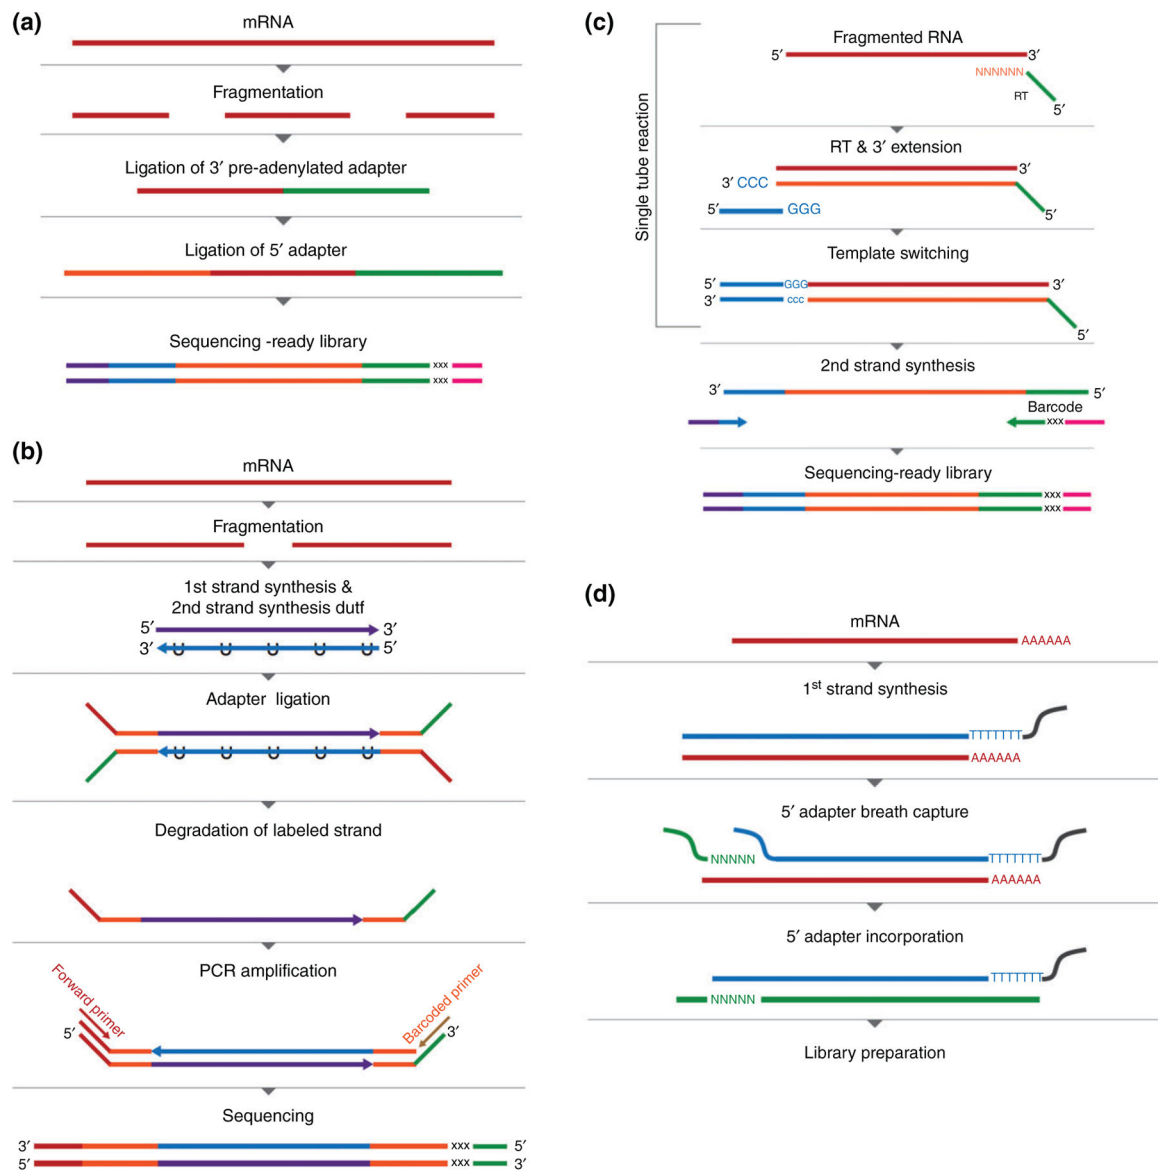 (a)
mRNA
Fragmentation
Ligation of 3′ pre-adenylated adapter
Ligation of 5′ adapter
Sequencing -ready library
xxx
xxx
(b)
mRNA
Fragmentation
1st strand synthesis &
2nd strand synthesis dutf
5′ 3′
3′ U U U U U 5′
Adapter ligation
U U U U U
Degradation of labeled strand
PCR amplification
Forward primer
Barcoded primer
5′ 3′
Sequencing
3′ xxx 5′
5′ xxx 3′
(c)
Single tube reaction
Fragmented RNA
5′ 3′
NNNNNN
RT
5′
RT & 3′ extension
3′
3′ CCC
5′ GGG 5′
Template switching
5′ GGG 3′
3′ ccc
5′
2nd strand synthesis
3′ 5′
Barcode
xxx
Sequencing-ready library
xxx
xxx
(d)
mRNA
AAAAAA
1st strand synthesis
TTTTTTT
AAAAAA
5′ adapter breath capture
NNNNN TTTTTTT
AAAAAA
5′ adapter incorporation
TTTTTTT
NNNNN
Library preparation